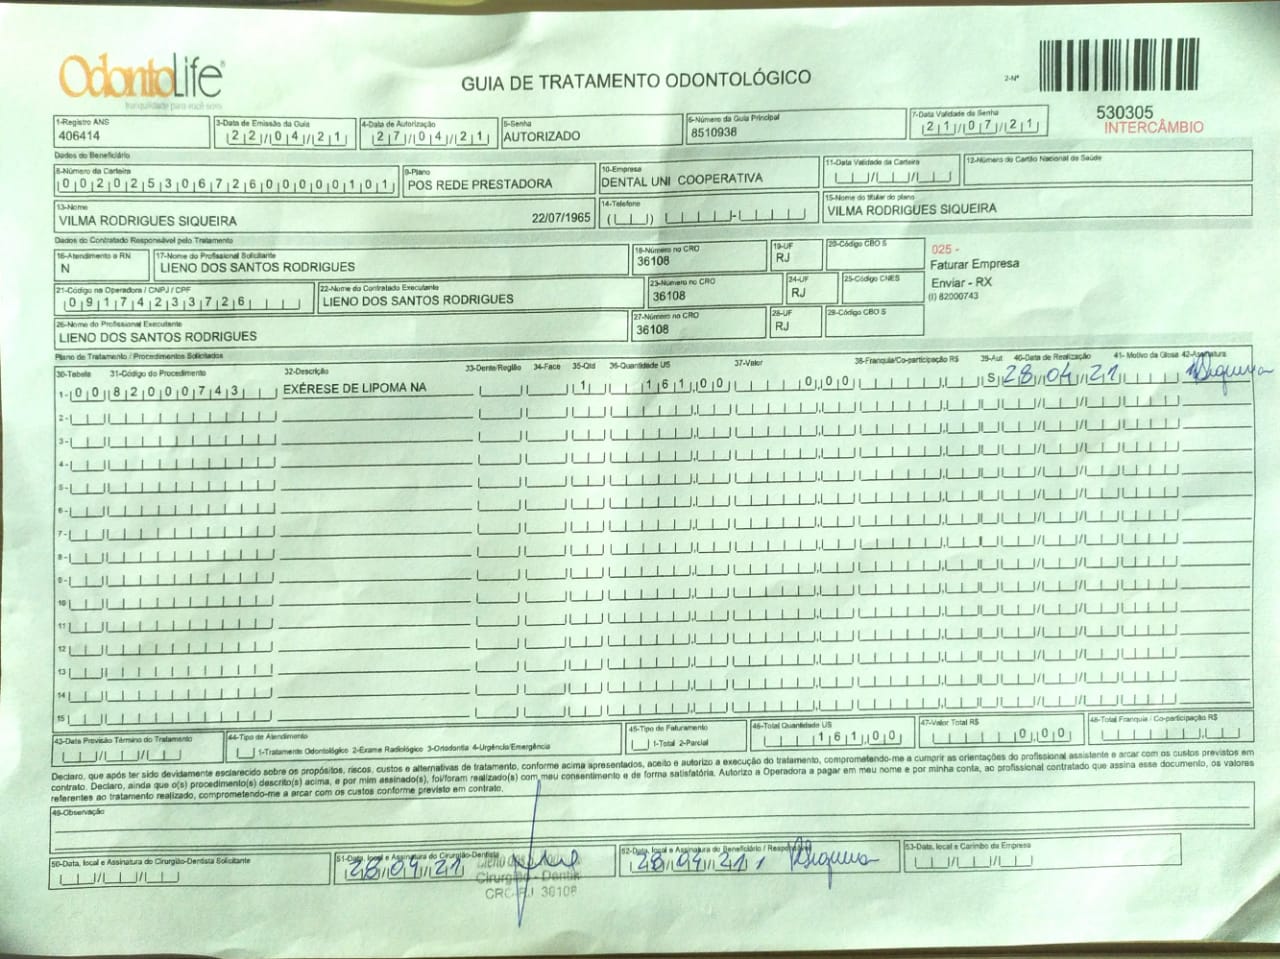 OdontoLife®
tranquilidade para você sorrir
GUIA DE TRATAMENTO ODONTOLÓGICO
2-Nº
530305
INTERCÂMBIO
1-Registro ANS
406414
3-Data de Emissão da Guia
22/04/21
4-Data de Autorização
27/04/21
5-Senha
AUTORIZADO
6-Número da Guia Principal
8510936
7-Data Validade da Senha
21/07/21
Dados do Beneficiário
8-Número da Carteira
00202530672600000101
9-Plano
POS REDE PRESTADORA
10-Empresa
DENTAL UNI COOPERATIVA
11-Data Validade da Carteira
12-Número do Cartão Nacional de Saúde
13-Nome
VILMA RODRIGUES SIQUEIRA 22/07/1965
14-Telefone
15-Nome do titular do plano
VILMA RODRIGUES SIQUEIRA
Dados do Contratado Responsável pelo Tratamento
16-Atendimento a RN
N
17-Nome do Profissional Solicitante
LIENO DOS SANTOS RODRIGUES
18-Número no CRO
36108
19-UF
RJ
20-Código CBO S
025 -
Faturar Empresa
Enviar - RX
(I) 82000743
21-Código na Operadora / CNPJ / CPF
09174233726
22-Nome do Contratado Executante
LIENO DOS SANTOS RODRIGUES
23-Número no CRO
36108
24-UF
RJ
25-Código CNES
26-Nome do Profissional Executante
LIENO DOS SANTOS RODRIGUES
27-Número no CRO
36108
28-UF
RJ
29-Código CBO S
Plano de Tratamento / Procedimentos Solicitados
30-Tabela 31-Código do Procedimento 32-Descrição 33-Dente/Região 34-Face 35-Qtd 36-Quantidade US 37-Valor 38-Franquia/Co-participação R$ 39-Aut 40-Data de Realização 41- Motivo da Glosa 42-Assinatura
1- 00 82000743 EXÉRESE DE LIPOMA NA 1 161,00 0,00 S 28/04/21 Siqueira
2-
3-
4-
5-
6-
7-
8-
9-
10
11
12
13
14
15
43-Data Previsão Término do Tratamento
44-Tipo de Atendimento
1-Tratamento Odontológico 2-Exame Radiológico 3-Ortodontia 4-Urgência/Emergência
45-Tipo de Faturamento
1-Total 2-Parcial
46-Total Quantidade US
161,00
47-Valor Total R$
0,00
48-Total Franquia / Co-participação R$
Declaro, que após ter sido devidamente esclarecido sobre os propósitos, riscos, custos e alternativas de tratamento, conforme acima apresentados, aceito e autorizo a execução do tratamento, comprometendo-me a cumprir as orientações do profissional assistente e arcar com os custos previstos em
contrato. Declaro, ainda que o(s) procedimento(s) descrito(s) acima, e por mim assinado(s), foi/foram realizado(s) com meu consentimento e de forma satisfatória. Autorizo a Operadora a pagar em meu nome e por minha conta, ao profissional contratado que assina esse documento, os valores
referentes ao tratamento realizado, comprometendo-me a arcar com os custos conforme previsto em contrato.
49-Observação
50-Data, local e Assinatura do Cirurgião-Dentista Solicitante
51-Data, local e Assinatura do Cirurgião-Dentista
28/04/21
Cirurgião - Dentista
CRO-RJ 36108
52-Data, local e Assinatura do Beneficiário / Responsável
28/04/21, Siqueira
53-Data, local e Carimbo da Empresa